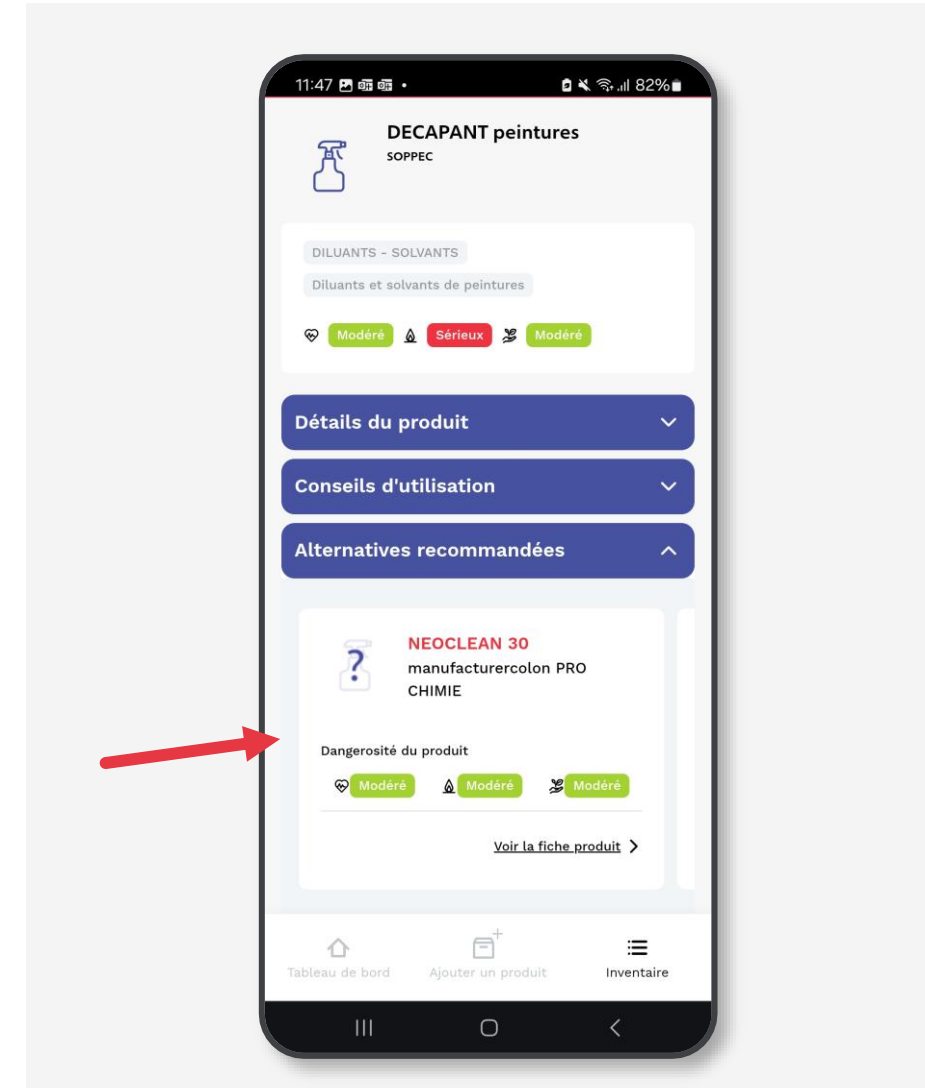 11:47
82%
DECAPANT peintures
SOPPEC
DILUANTS - SOLVANTS
Diluants et solvants de peintures
Modéré Sérieux Modéré
Détails du produit
Conseils d'utilisation
Alternatives recommandées
?
NEOCLEAN 30
manufacturercolon PRO
CHIMIE
Dangerosité du produit
Modéré Modéré Modéré
Voir la fiche produit
Tableau de bord Ajouter un produit Inventaire